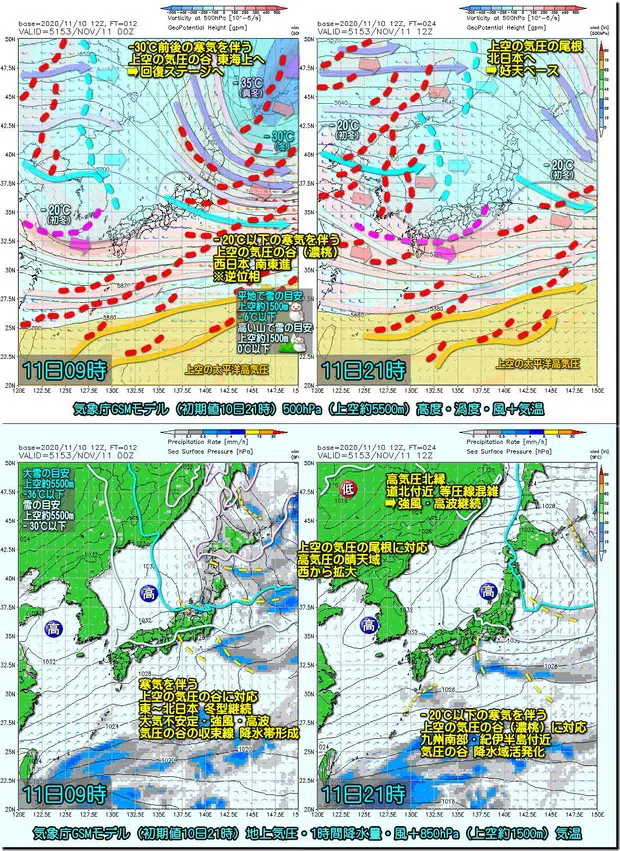 base=2020/11/10 12Z, FT=012
VALID=5153/NOV/11 00Z
Vorticity at 500hPa [10^-6/s]
GeoPotential Height [gpm]
-30℃前後の寒気を伴う
上空の気圧の谷 東海上へ
➡回復ステージへ
-35℃
(真冬)
-30℃
(冬)
-20℃
(初冬)
-20℃以下の寒気を伴う
上空の気圧の谷(濃桃)
西日本 南東進
※逆位相
平地で雪の目安
上空約1500m
-6℃以下
高い山で雪の目安
上空約1500m
0℃以下
上空の太平洋高気圧
11日09時
base=2020/11/10 12Z, FT=024
VALID=5153/NOV/11 12Z
Vorticity at 500hPa [10^-6/s]
GeoPotential Height [gpm]
上空の気圧の尾根
北日本へ
➡好天ベース
-20℃
(初冬)
-20℃
(初冬)
上空の太平洋高気圧
11日21時
気象庁GSMモデル(初期値10日21時)500hPa(上空約5500m)高度・渦度・風+気温
base=2020/11/10 12Z, FT=012
VALID=5153/NOV/11 00Z
Precipitation Rate [mm/h]
Sea Surface Pressure [hPa]
大雪の目安
上空約5500m
-36℃以下
雪の目安
上空約5500m
-30℃以下
高
高
寒気を伴う
上空の気圧の谷に対応
東~北日本 冬型継続
大気不安定・強風・高波
気圧の谷の収束線 降水帯形成
11日09時
base=2020/11/10 12Z, FT=024
VALID=5153/NOV/11 12Z
Precipitation Rate [mm/h]
Sea Surface Pressure [hPa]
低
高気圧北縁
道北付近 等圧線混雑
➡強風・高波継続
上空の気圧の尾根に対応
高気圧の晴天域
西から拡大
高
高
-20℃以下の寒気を伴う
上空の気圧の谷(濃桃)に対応
九州南部・紀伊半島付近
気圧の谷 降水域活発化
11日21時
気象庁GSMモデル(初期値10日21時)地上気圧・1時間降水量・風+850hPa(上空約1500m)気温